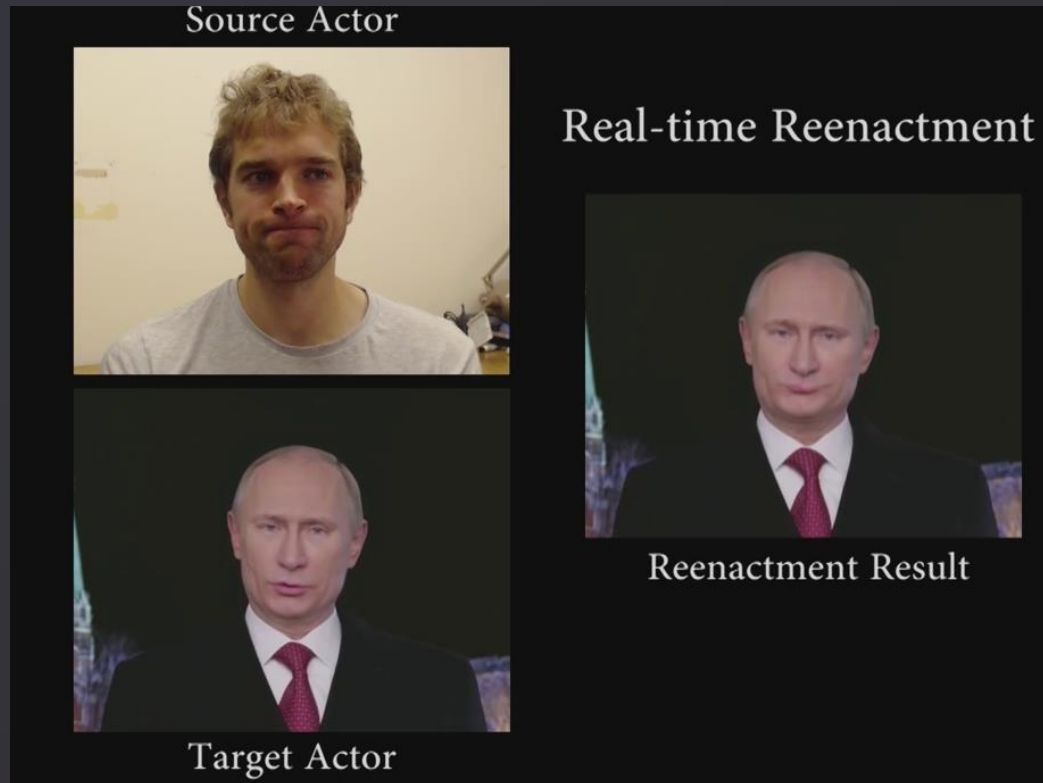 Source Actor
Real-time Reenactment
Reenactment Result
Target Actor